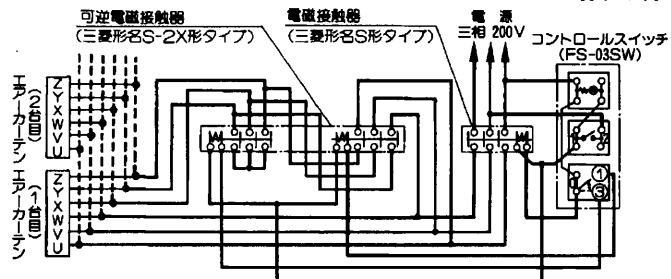 可逆電磁接触器
(三菱形名S-2X形タイプ)
電磁接触器
(三菱形名S形タイプ)
電源
三相 200V
コントロールスイッチ
(FS-03SW)
エアーカーテン
(2台目)
Z
Y
X
W
V
U
エアーカーテン
(1台目)
Z
Y
X
W
V
U
①
③